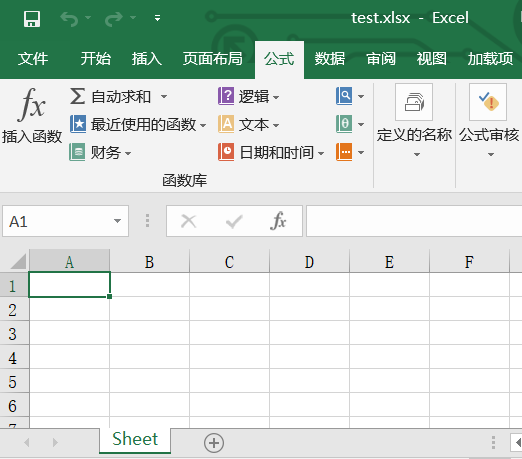 test.xlsx - Excel
文件 开始 插入 页面布局 公式 数据 审阅 视图 加载项
fx 插入函数
Σ 自动求和
最近使用的函数
财务
逻辑
A 文本
日期和时间
θ
函数库
定义的名称
公式审核
A1
fx
A B C D E F
1
2
3
4
5
6
7
Sheet